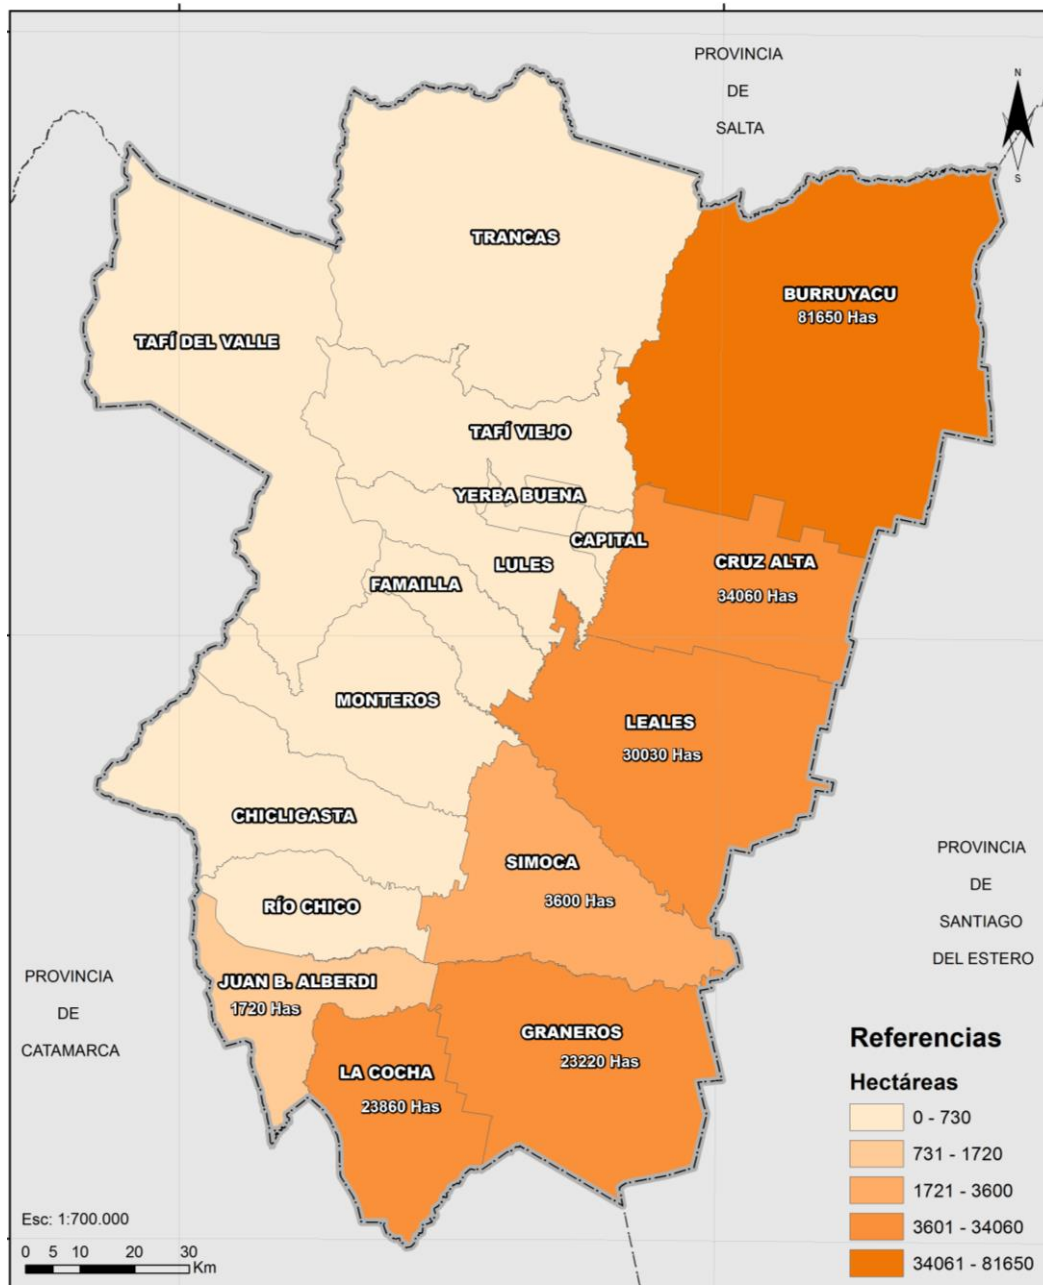 PROVINCIA
DE
SALTA
N
S
TRANCAS
BURRUYACU
81650 Has
TAFÍ DEL VALLE
TAFÍ VIEJO
YERBA BUENA
CAPITAL
LULES
CRUZ ALTA
34060 Has
FAMAILLA
MONTEROS
LEALES
30030 Has
CHICLIGASTA
SIMOCA
3600 Has
RÍO CHICO
PROVINCIA
DE
SANTIAGO
DEL ESTERO
PROVINCIA
DE
CATAMARCA
JUAN B. ALBERDI
1720 Has
GRANEROS
23220 Has
LA COCHA
23860 Has
Referencias
Hectáreas
0 - 730
731 - 1720
1721 - 3600
3601 - 34060
34061 - 81650
Esc: 1:700.000
0 5 10 20 30
Km